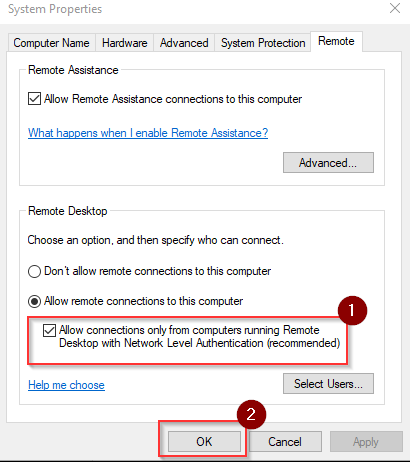 System Properties
Computer Name Hardware Advanced System Protection Remote
Remote Assistance
Allow Remote Assistance connections to this computer
What happens when I enable Remote Assistance?
Advanced...
Remote Desktop
Choose an option, and then specify who can connect.
Don't allow remote connections to this computer
Allow remote connections to this computer
1
Allow connections only from computers running Remote
Desktop with Network Level Authentication (recommended)
Help me choose
Select Users...
2
OK Cancel Apply